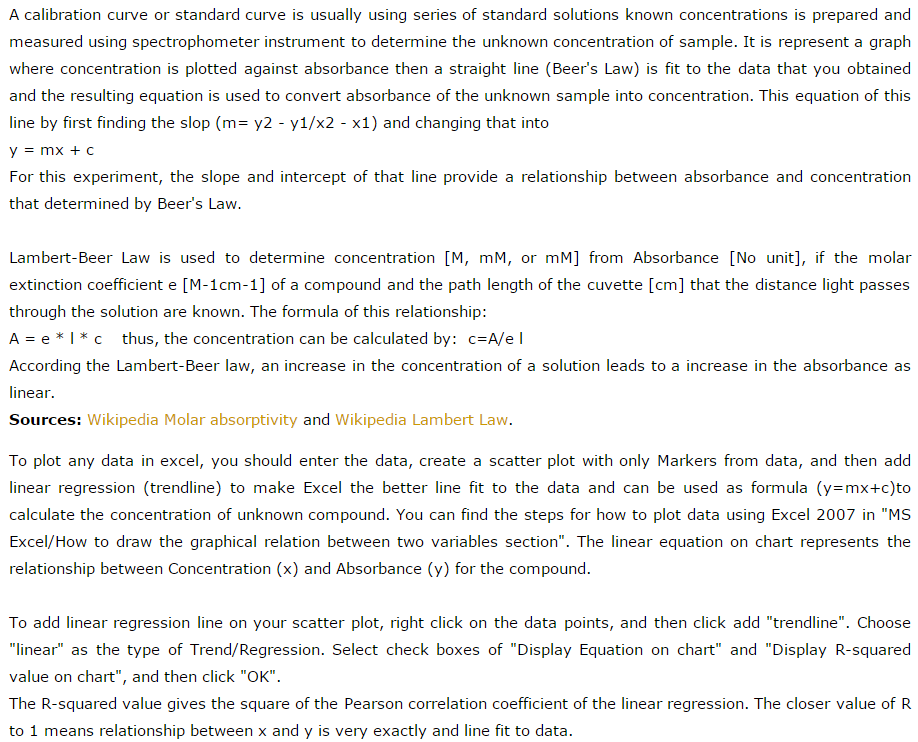 A calibration curve or standard curve is usually using series of standard solutions known concentrations is prepared and
measured using spectrophometer instrument to determine the unknown concentration of sample. It is represent a graph
where concentration is plotted against absorbance then a straight line (Beer's Law) is fit to the data that you obtained
and the resulting equation is used to convert absorbance of the unknown sample into concentration. This equation of this
line by first finding the slop (m= y2 - y1/x2 - x1) and changing that into
y = mx + c
For this experiment, the slope and intercept of that line provide a relationship between absorbance and concentration
that determined by Beer's Law.
Lambert-Beer Law is used to determine concentration [M, mM, or mM] from Absorbance [No unit], if the molar
extinction coefficient e [M-1cm-1] of a compound and the path length of the cuvette [cm] that the distance light passes
through the solution are known. The formula of this relationship:
A = e * l * c thus, the concentration can be calculated by: c=A/e l
According the Lambert-Beer law, an increase in the concentration of a solution leads to a increase in the absorbance as
linear.
Sources: Wikipedia Molar absorptivity and Wikipedia Lambert Law.
To plot any data in excel, you should enter the data, create a scatter plot with only Markers from data, and then add
linear regression (trendline) to make Excel the better line fit to the data and can be used as formula (y=mx+c)to
calculate the concentration of unknown compound. You can find the steps for how to plot data using Excel 2007 in "MS
Excel/How to draw the graphical relation between two variables section". The linear equation on chart represents the
relationship between Concentration (x) and Absorbance (y) for the compound.
To add linear regression line on your scatter plot, right click on the data points, and then click add "trendline". Choose
"linear" as the type of Trend/Regression. Select check boxes of "Display Equation on chart" and "Display R-squared
value on chart", and then click "OK".
The R-squared value gives the square of the Pearson correlation coefficient of the linear regression. The closer value of R
to 1 means relationship between x and y is very exactly and line fit to data.